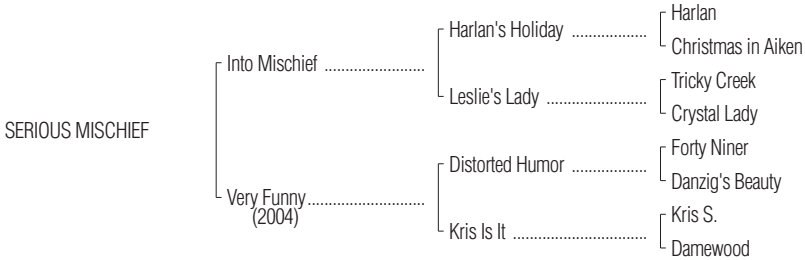 Harlan
Harlan's Holiday ....................
Christmas in Aiken
Into Mischief ...........................
Tricky Creek
Leslie's Lady ...........................
Crystal Lady
SERIOUS MISCHIEF
Forty Niner
Distorted Humor ....................
Danzig's Beauty
Very Funny ...............................
(2004)
Kris S.
Kris Is It ....................................
Damewood